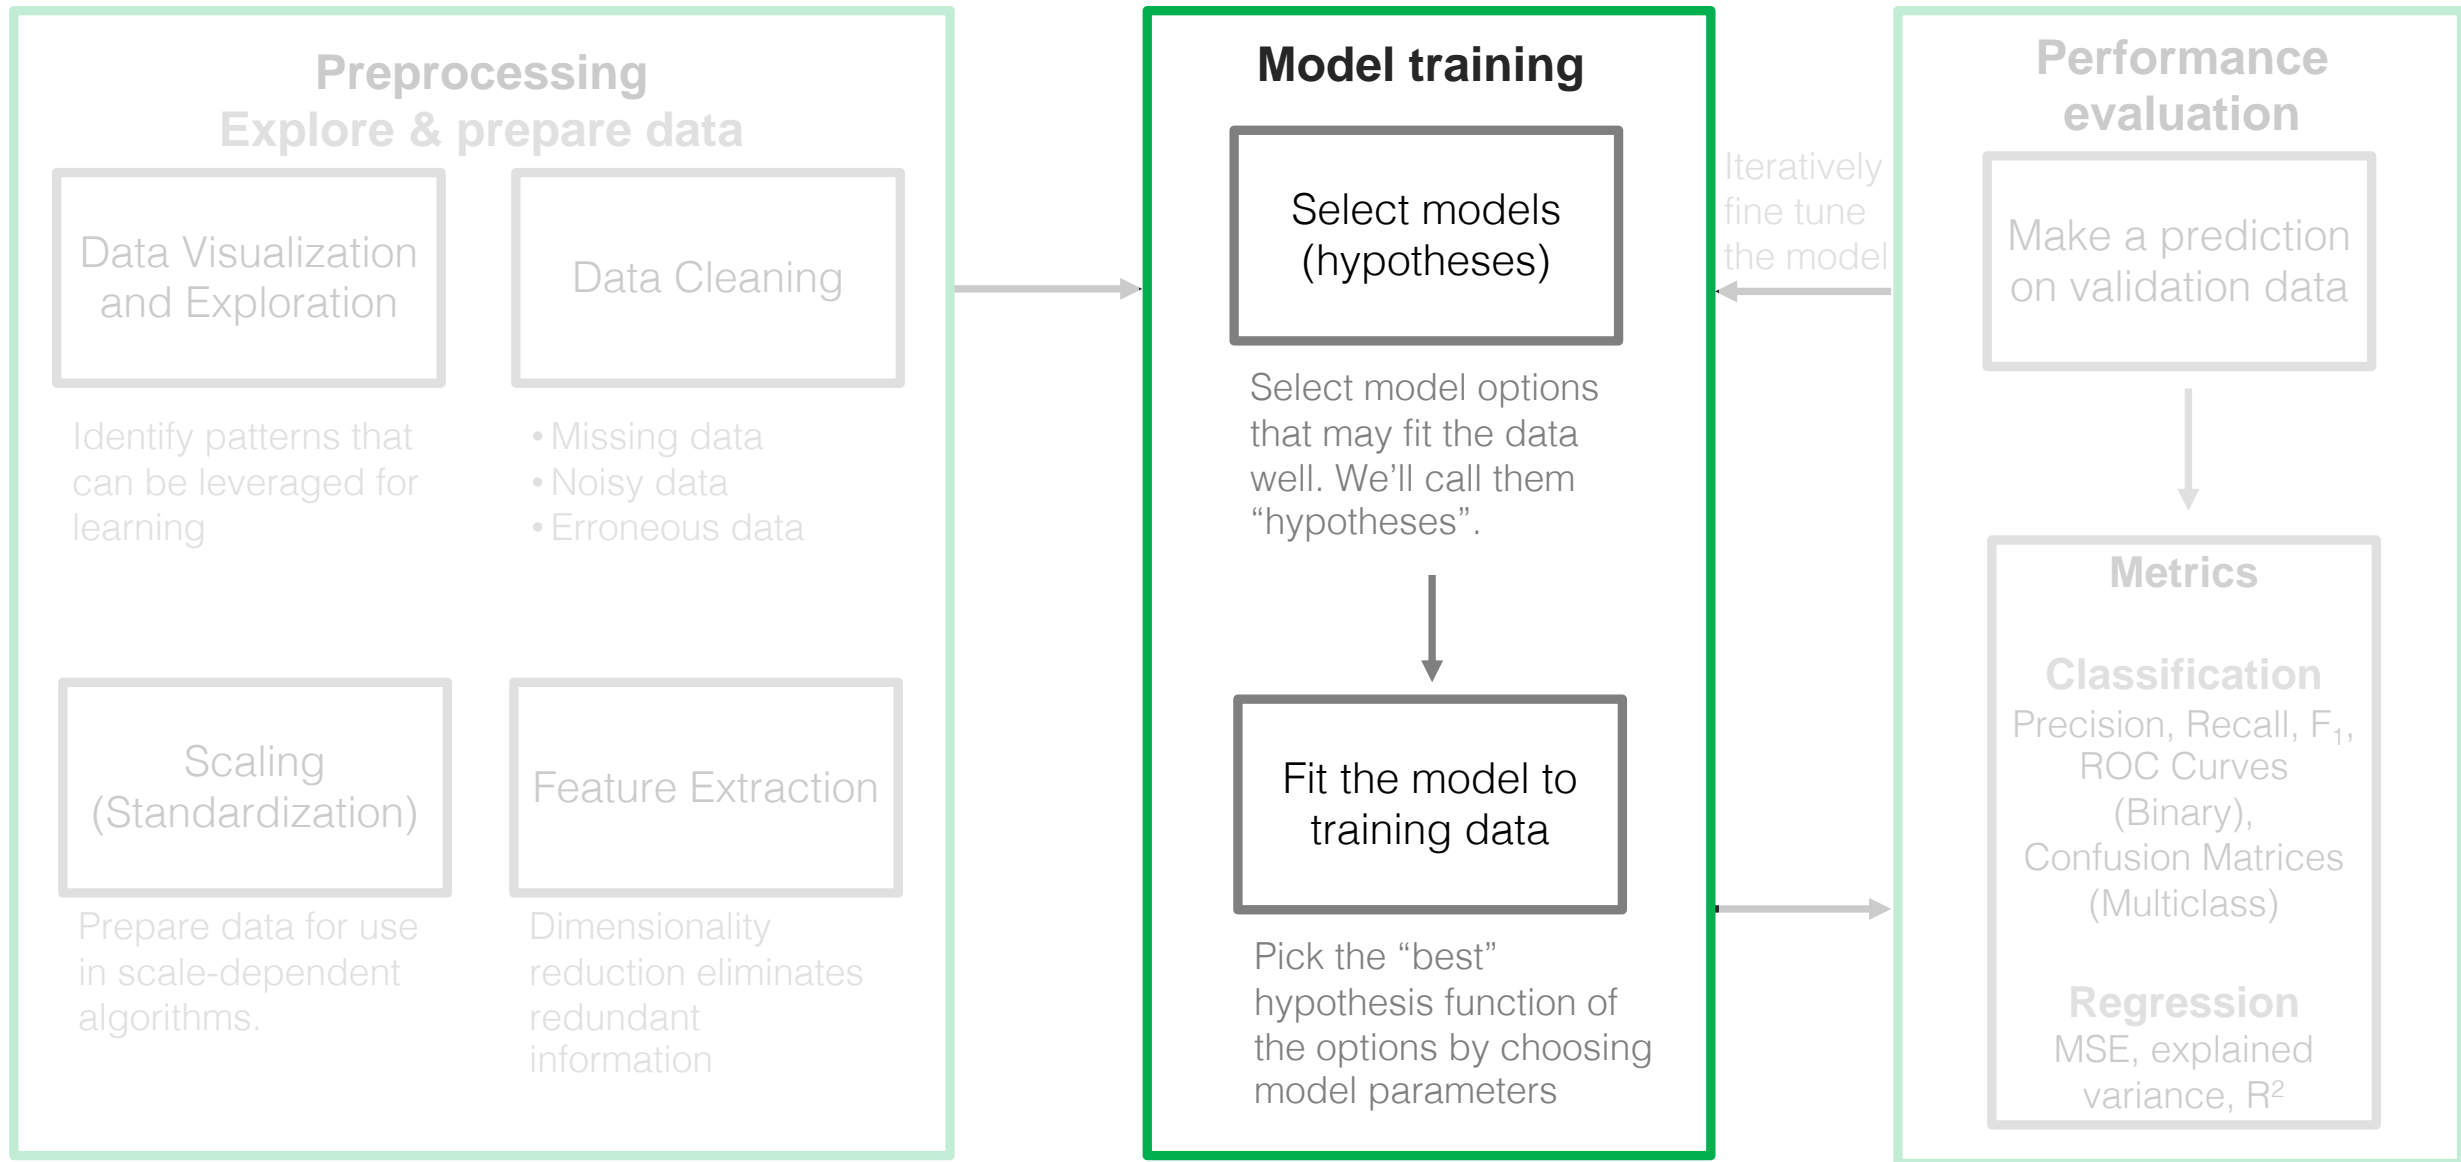 Preprocessing
Explore & prepare data
Data Visualization
and Exploration
Identify patterns that
can be leveraged for
learning
Data Cleaning
• Missing data
• Noisy data
• Erroneous data
Scaling
(Standardization)
Prepare data for use
in scale-dependent
algorithms.
Feature Extraction
Dimensionality
reduction eliminates
redundant
information
Model training
Select models
(hypotheses)
Select model options
that may fit the data
well. We’ll call them
“hypotheses”.
Fit the model to
training data
Pick the “best”
hypothesis function of
the options by choosing
model parameters
Iteratively
fine tune
the model
Performance
evaluation
Make a prediction
on validation data
Metrics
Classification
Precision, Recall, F₁,
ROC Curves
(Binary),
Confusion Matrices
(Multiclass)
Regression
MSE, explained
variance, R²